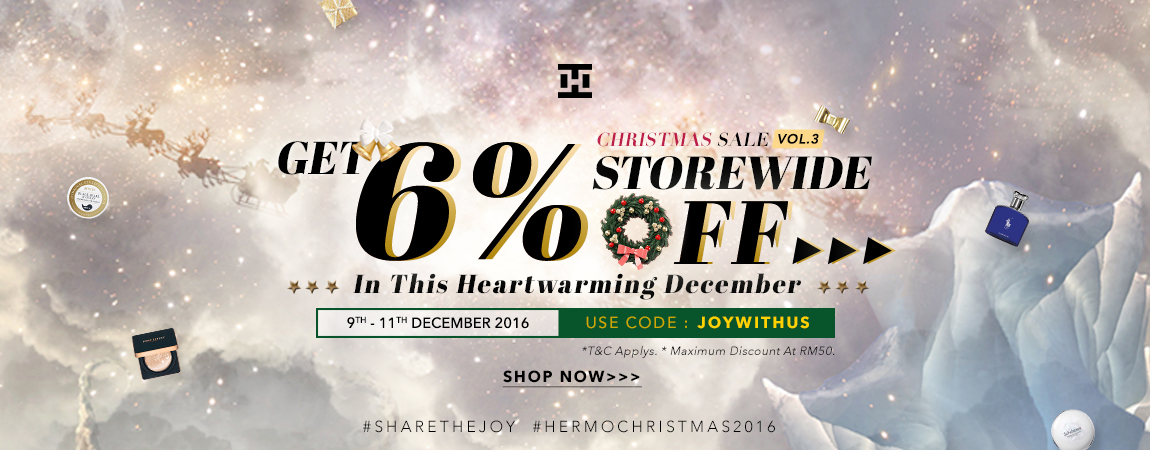 CHRISTMAS SALE VOL.3
GET 6% STOREWIDE
OFF
In This Heartwarming December
9TH - 11TH DECEMBER 2016
USE CODE : JOYWITHUS
*T&C Applys. * Maximum Discount At RM50.
SHOP NOW>>>
#SHARETHEJOY #HERMOCHRISTMAS2016